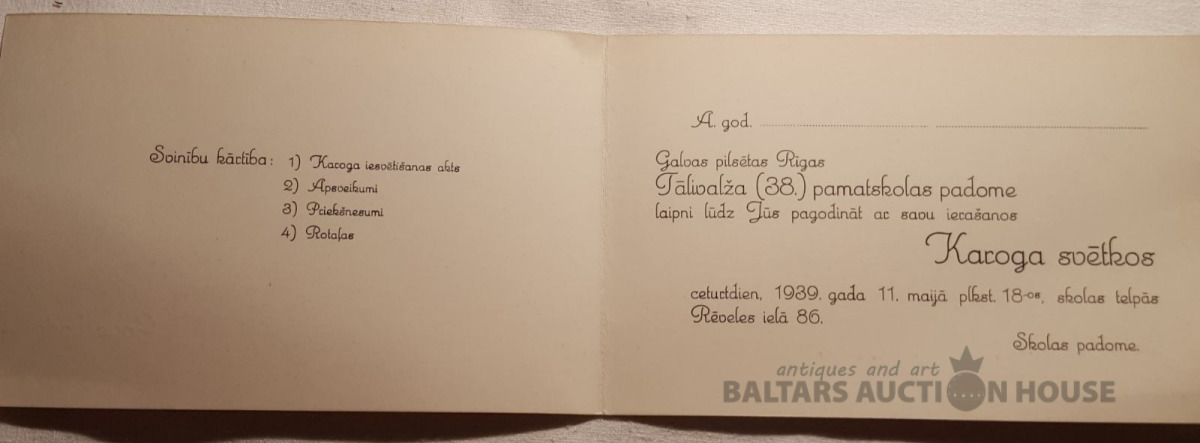 Svinību kārtība: 1) Karoga iesvētīšanas akts
2) Apsveikumi
3) Priekšnesumi
4) Rotaļas
A. god.
Galvas pilsētas Rīgas
Tālivalža (38.) pamatskolas padome
laipni lūdz Jūs pagodināt ar savu ierašanos
Karoga svētkos
ceturtdien, 1939. gada 11. maijā plkst. 18-os, skolas telpās
Rēveles ielā 86.
Skolas padome.
antiques and art
BALTARS AUCTION HOUSE